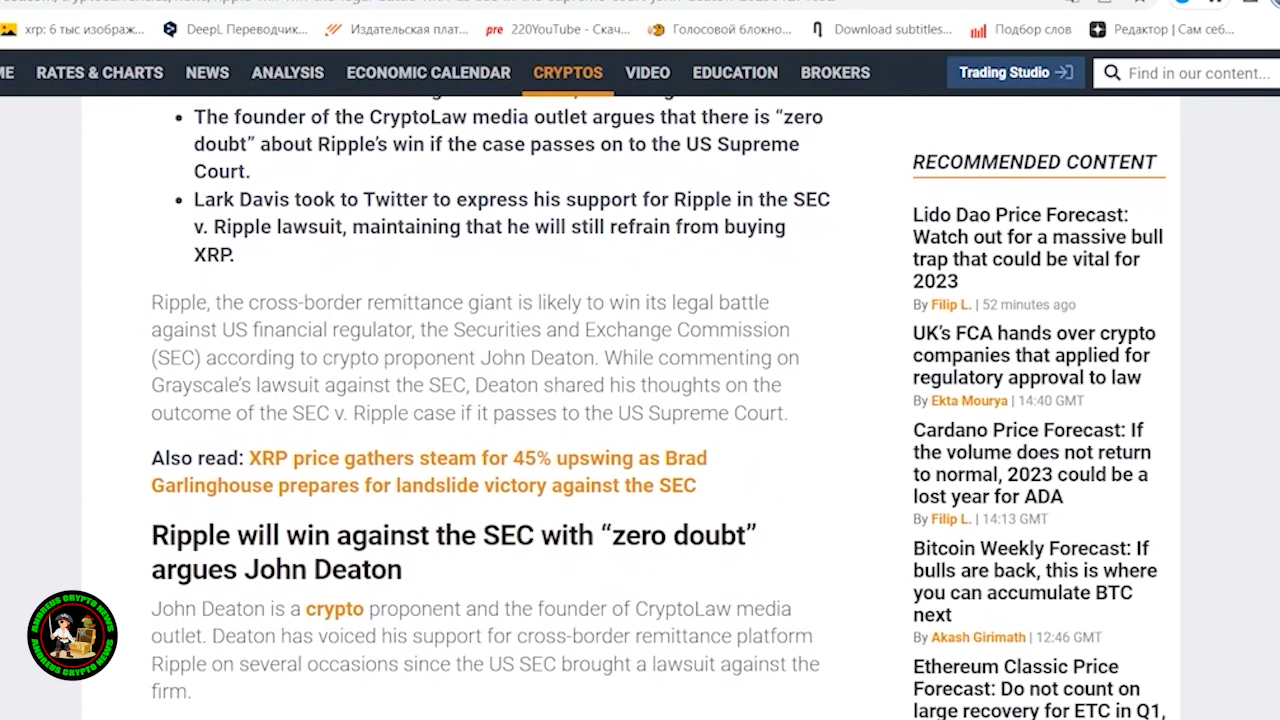 xrp: 6 тыс изображ...
DeepL Переводчик...
Издательская плат...
pre 220YouTube - Скач...
Голосовой блокно...
Download subtitles...
Подбор слов
Редактор | Сам себ...
ME RATES & CHARTS NEWS ANALYSIS ECONOMIC CALENDAR CRYPTOS VIDEO EDUCATION BROKERS
Trading Studio
Find in our content...
The founder of the CryptoLaw media outlet argues that there is “zero
doubt” about Ripple’s win if the case passes on to the US Supreme
Court.
Lark Davis took to Twitter to express his support for Ripple in the SEC
v. Ripple lawsuit, maintaining that he will still refrain from buying
XRP.
Ripple, the cross-border remittance giant is likely to win its legal battle
against US financial regulator, the Securities and Exchange Commission
(SEC) according to crypto proponent John Deaton. While commenting on
Grayscale’s lawsuit against the SEC, Deaton shared his thoughts on the
outcome of the SEC v. Ripple case if it passes to the US Supreme Court.
Also read: XRP price gathers steam for 45% upswing as Brad
Garlinghouse prepares for landslide victory against the SEC
Ripple will win against the SEC with “zero doubt”
argues John Deaton
John Deaton is a crypto proponent and the founder of CryptoLaw media
outlet. Deaton has voiced his support for cross-border remittance platform
Ripple on several occasions since the US SEC brought a lawsuit against the
firm.
RECOMMENDED CONTENT
Lido Dao Price Forecast:
Watch out for a massive bull
trap that could be vital for
2023
By Filip L. | 52 minutes ago
UK’s FCA hands over crypto
companies that applied for
regulatory approval to law
By Ekta Mourya | 14:40 GMT
Cardano Price Forecast: If
the volume does not return
to normal, 2023 could be a
lost year for ADA
By Filip L. | 14:13 GMT
Bitcoin Weekly Forecast: If
bulls are back, this is where
you can accumulate BTC
next
By Akash Girimath | 12:46 GMT
Ethereum Classic Price
Forecast: Do not count on
large recovery for ETC in Q1,
ANDREUS CRYPTO NEWS
ANDREUS CRYPTO NEWS